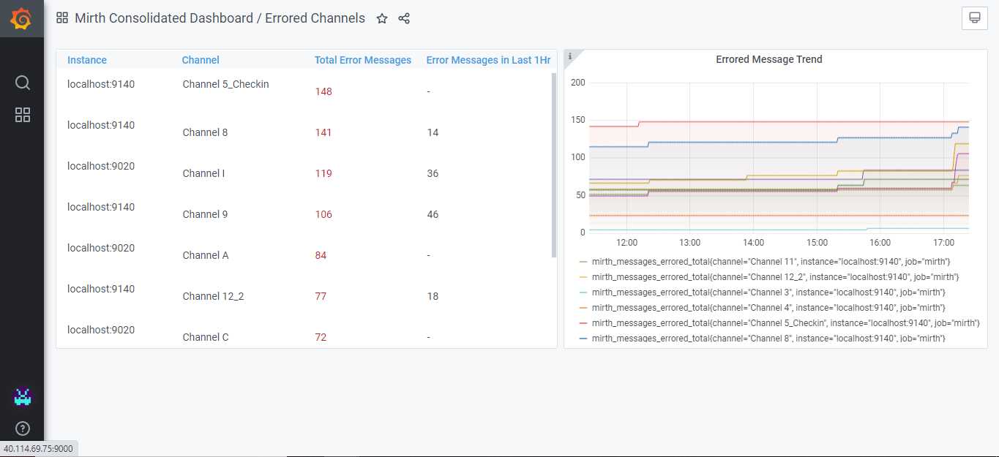 Mirth Consolidated Dashboard / Errored Channels
Instance Channel Total Error Messages Error Messages in Last 1Hr
localhost:9140 Channel 5_Checkin 148 -
localhost:9140 Channel 8 141 14
localhost:9020 Channel I 119 36
localhost:9140 Channel 9 106 46
localhost:9020 Channel A 84 -
localhost:9140 Channel 12_2 77 18
localhost:9020 Channel C 72 -
i
Errored Message Trend
200
150
100
50
0
12:00 13:00 14:00 15:00 16:00 17:00
mirth_messages_errored_total{channel="Channel 11", instance="localhost:9140", job="mirth"}
mirth_messages_errored_total{channel="Channel 12_2", instance="localhost:9140", job="mirth"}
mirth_messages_errored_total{channel="Channel 3", instance="localhost:9140", job="mirth"}
mirth_messages_errored_total{channel="Channel 4", instance="localhost:9140", job="mirth"}
mirth_messages_errored_total{channel="Channel 5_Checkin", instance="localhost:9140", job="mirth"}
mirth_messages_errored_total{channel="Channel 8", instance="localhost:9140", job="mirth"}
?
40.114.69.75:9000